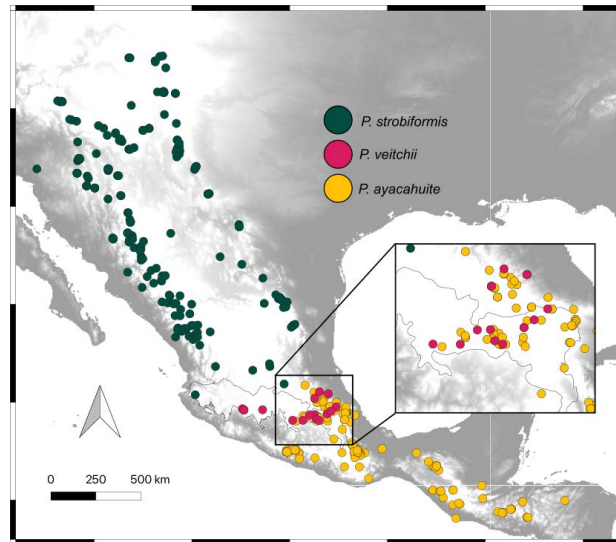 P. strobiformis
P. veitchii
P. ayacahuite
0 250 500 km